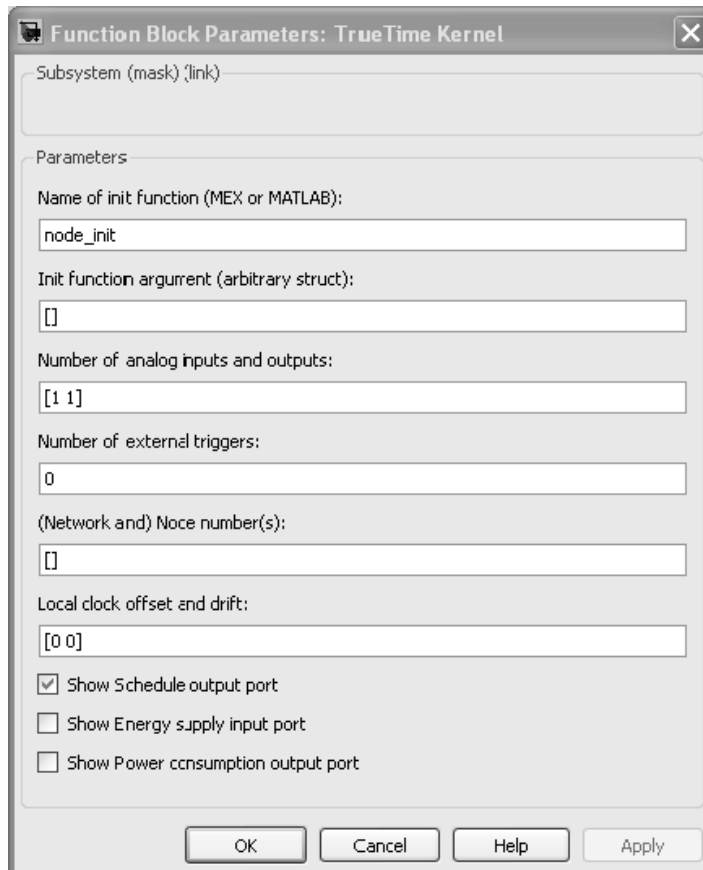 Function Block Parameters: TrueTime Kernel
Subsystem (mask) (link)
Parameters
Name of init function (MEX or MATLAB):
node_init
Init function argument (arbitrary struct):
[]
Number of analog inputs and outputs:
[1 1]
Number of external triggers:
0
(Network and) Noce number(s):
[]
Local clock offset and drift:
[0 0]
Show Schedule output port
Show Energy supply input port
Show Power ccnsumption output port
OK Cancel Help Apply